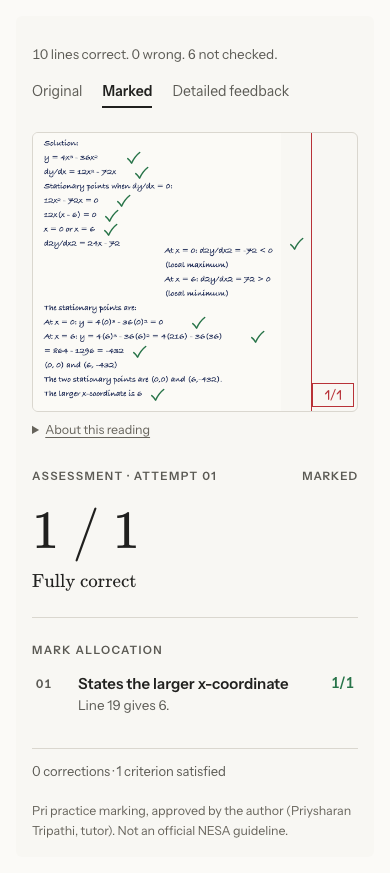 10 lines correct. 0 wrong. 6 not checked.
Original Marked Detailed feedback
Solution:
y = 4x³ - 36x²
dy/dx = 12x² - 72x
Stationary points when dy/dx = 0:
12x² - 72x = 0
12x(x - 6) = 0
x = 0 or x = 6
d2y/dx2 = 24x - 72
At x = 0: d2y/dx2 = -72 < 0
(local maximum)
At x = 6: d2y/dx2 = 72 > 0
(local minimum)
The stationary points are:
At x = 0: y = 4(0)³ - 36(0)² = 0
At x = 6: y = 4(6)³ - 36(6)² = 4(216) - 36(36)
= 864 - 1296 = -432
(0, 0) and (6, -432)
The two stationary points are (0,0) and (6,-432).
The larger x-coordinate is 6
1/1
About this reading
ASSESSMENT · ATTEMPT 01 MARKED
1 / 1
Fully correct
MARK ALLOCATION
01 States the larger x-coordinate 1/1
Line 19 gives 6.
0 corrections · 1 criterion satisfied
Pri practice marking, approved by the author (Priysharan
Tripathi, tutor). Not an official NESA guideline.